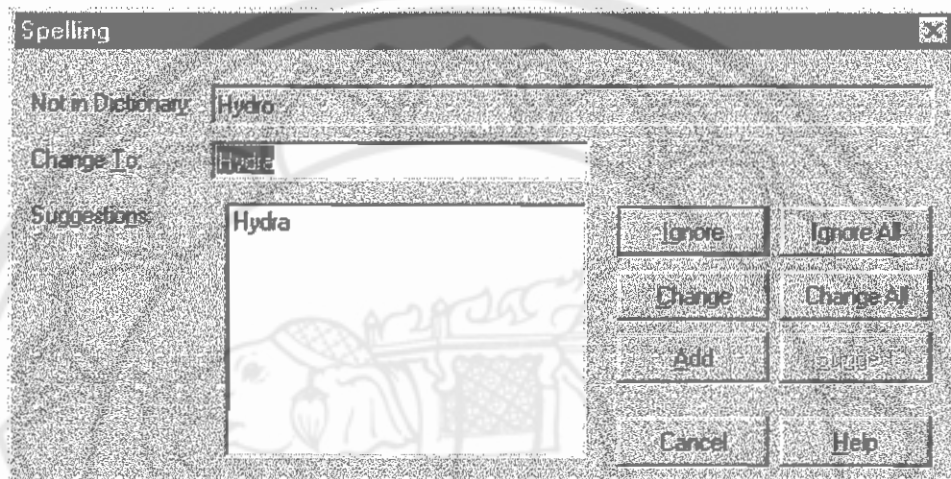 Spelling
Not in Dictionary: Hydro
Change To: Hydra
Suggestions: Hydra
Ignore Ignore All
Change Change All
Add Suggest
Cancel Help